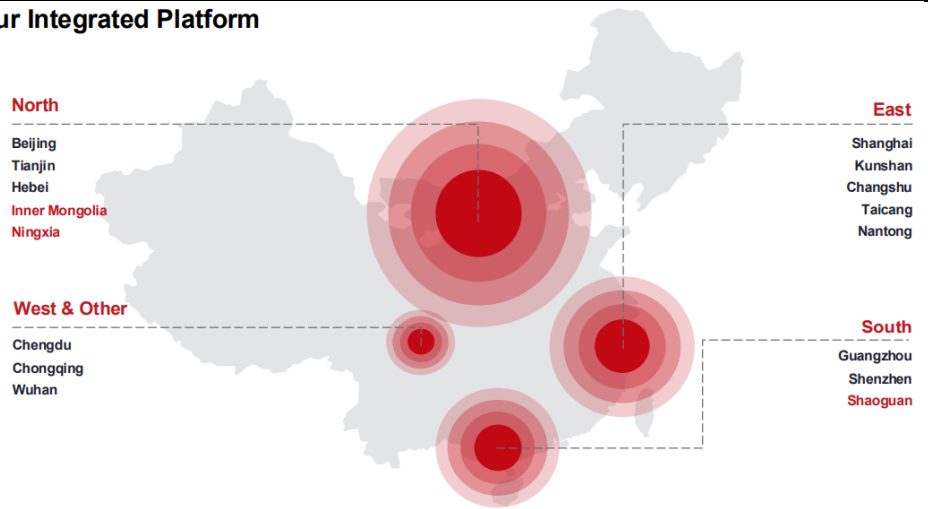 ur Integrated Platform
North
Beijing
Tianjin
Hebei
Inner Mongolia
Ningxia
West & Other
Chengdu
Chongqing
Wuhan
East
Shanghai
Kunshan
Changshu
Taicang
Nantong
South
Guangzhou
Shenzhen
Shaoguan